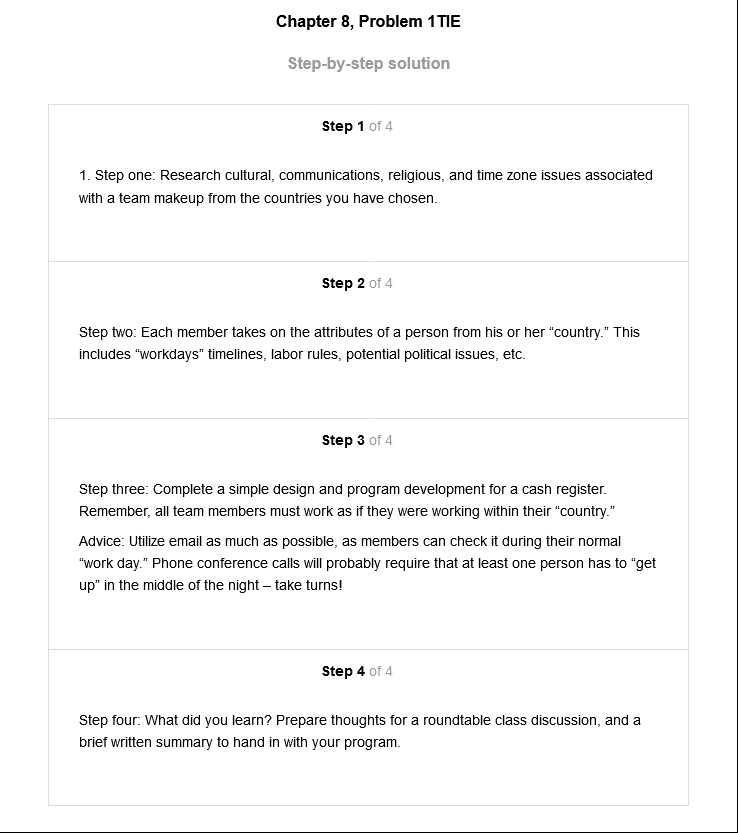 Chapter 8, Problem 1TIE
Step-by-step solution
Step 1 of 4
1. Step one: Research cultural, communications, religious, and time zone issues associated
with a team makeup from the countries you have chosen.
Step 2 of 4
Step two: Each member takes on the attributes of a person from his or her “country.” This
includes “workdays” timelines, labor rules, potential political issues, etc.
Step 3 of 4
Step three: Complete a simple design and program development for a cash register.
Remember, all team members must work as if they were working within their “country.”
Advice: Utilize email as much as possible, as members can check it during their normal
“work day.” Phone conference calls will probably require that at least one person has to “get
up” in the middle of the night – take turns!
Step 4 of 4
Step four: What did you learn? Prepare thoughts for a roundtable class discussion, and a
brief written summary to hand in with your program.